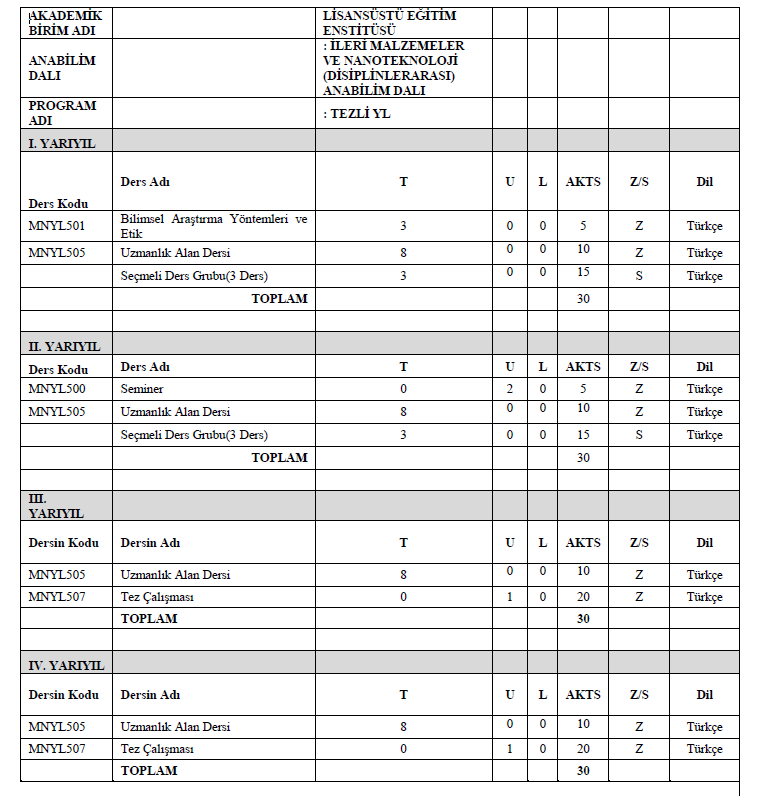 AKADEMİK LİSANSÜSTÜ EĞİTİM
BİRİM ADI ENSTİTÜSÜ
: İLERİ MALZEMELER
ANABİLİM VE NANOTEKNOLOJİ
DALI (DİSİPLİNLERARASI)
ANABİLİM DALI
PROGRAM
ADI : TEZLİ YL
I. YARIYIL
Ders Kodu Ders Adı T U L AKTS Z/S Dil
MNYL501 Bilimsel Araştırma Yöntemleri ve
Etik 3 0 0 5 Z Türkçe
MNYL505 Uzmanlık Alan Dersi 8 0 0 10 Z Türkçe
Seçmeli Ders Grubu(3 Ders) 3 0 0 15 S Türkçe
TOPLAM 30
II. YARIYIL
Ders Kodu Ders Adı T U L AKTS Z/S Dil
MNYL500 Seminer 0 2 0 5 Z Türkçe
MNYL505 Uzmanlık Alan Dersi 8 0 0 10 Z Türkçe
Seçmeli Ders Grubu(3 Ders) 3 0 0 15 S Türkçe
TOPLAM 30
III.
YARIYIL
Dersin Kodu Dersin Adı T U L AKTS Z/S Dil
MNYL505 Uzmanlık Alan Dersi 8 0 0 10 Z Türkçe
MNYL507 Tez Çalışması 0 1 0 20 Z Türkçe
TOPLAM 30
IV. YARIYIL
Dersin Kodu Dersin Adı T U L AKTS Z/S Dil
MNYL505 Uzmanlık Alan Dersi 8 0 0 10 Z Türkçe
MNYL507 Tez Çalışması 0 1 0 20 Z Türkçe
TOPLAM 30